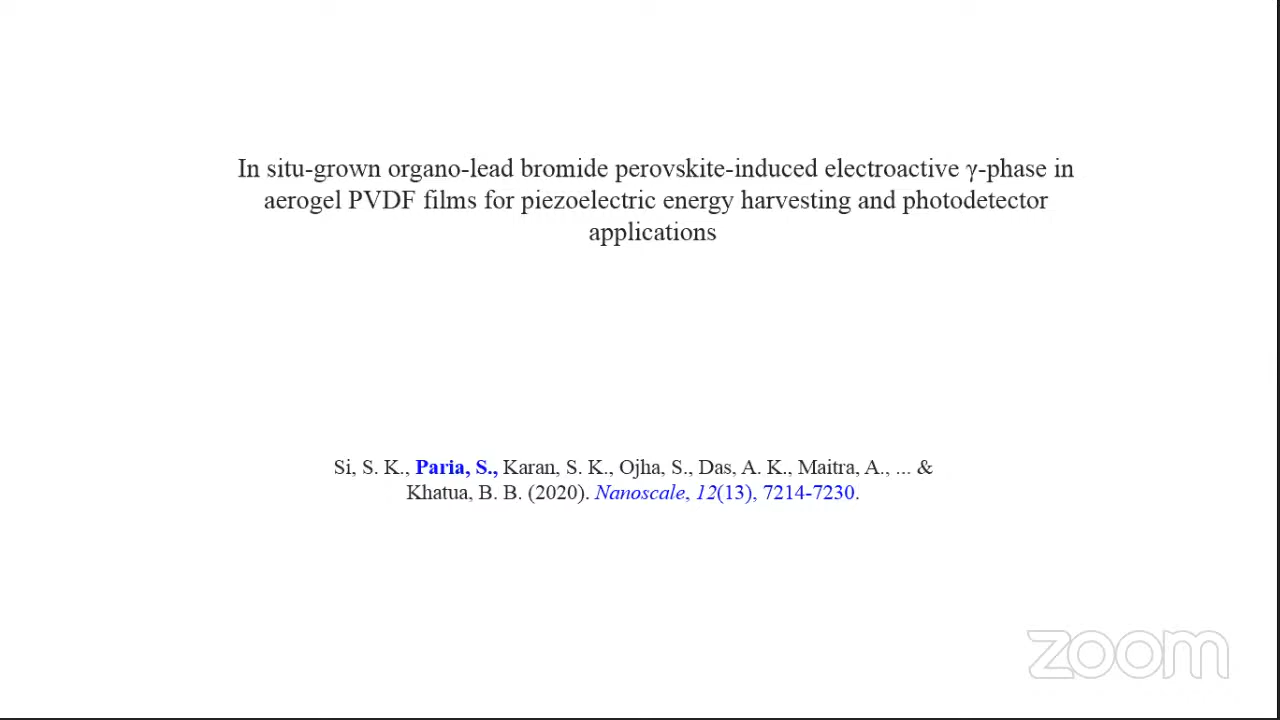 In situ-grown organo-lead bromide perovskite-induced electroactive γ-phase in
aerogel PVDF films for piezoelectric energy harvesting and photodetector
applications
Si, S. K., Paria, S., Karan, S. K., Ojha, S., Das, A. K., Maitra, A., ... &
Khatua, B. B. (2020). Nanoscale, 12(13), 7214-7230.
zoom